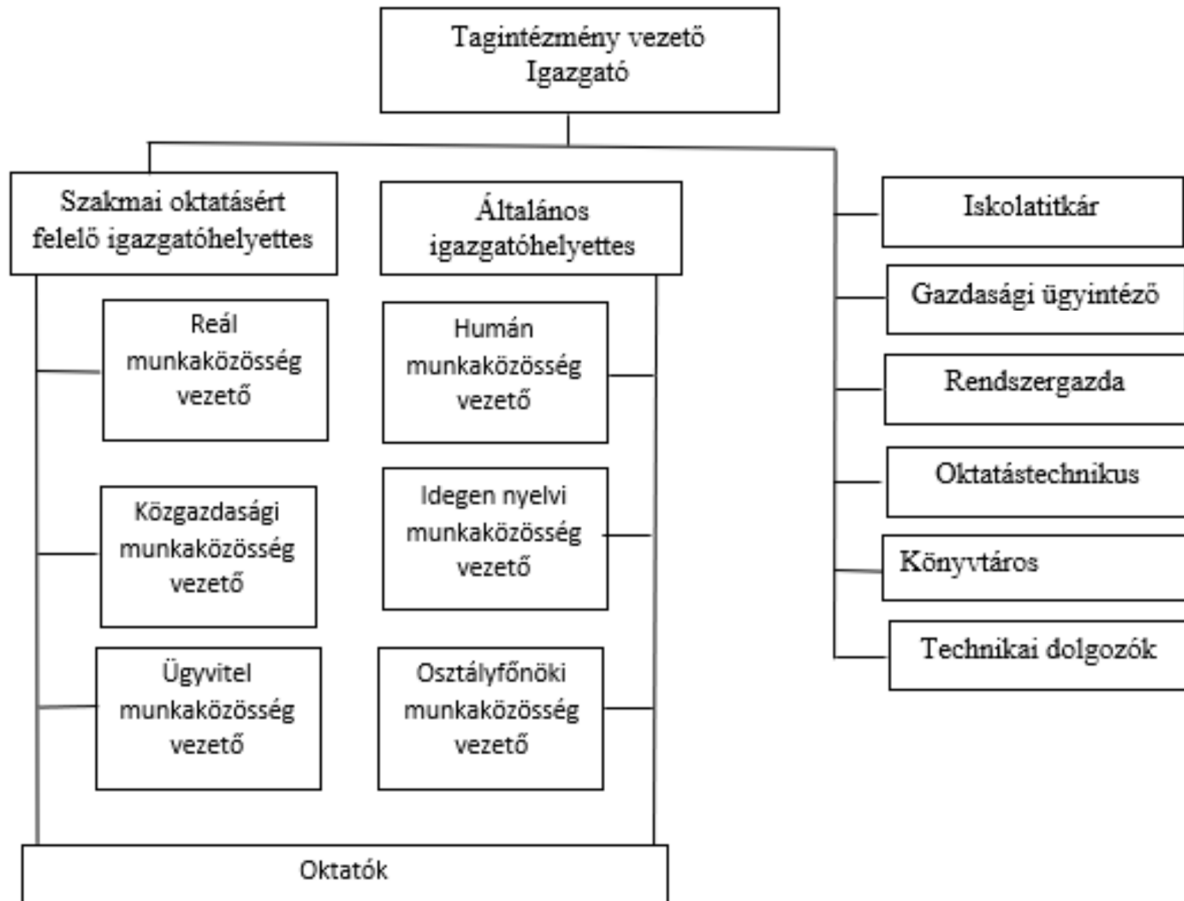 Tagintézmény vezető
Igazgató
Szakmai oktatásért
felelő igazgatóhelyettes
Általános
igazgatóhelyettes
Reál
munkaközösség
vezető
Közgazdasági
munkaközösség
vezető
Ügyvitel
munkaközösség
vezető
Humán
munkaközösség
vezető
Idegen nyelvi
munkaközösség
vezető
Osztályfőnöki
munkaközösség
vezető
Oktatók
Iskolatitkár
Gazdasági ügyintéző
Rendszergazda
Oktatástechnikus
Könyvtáros
Technikai dolgozók